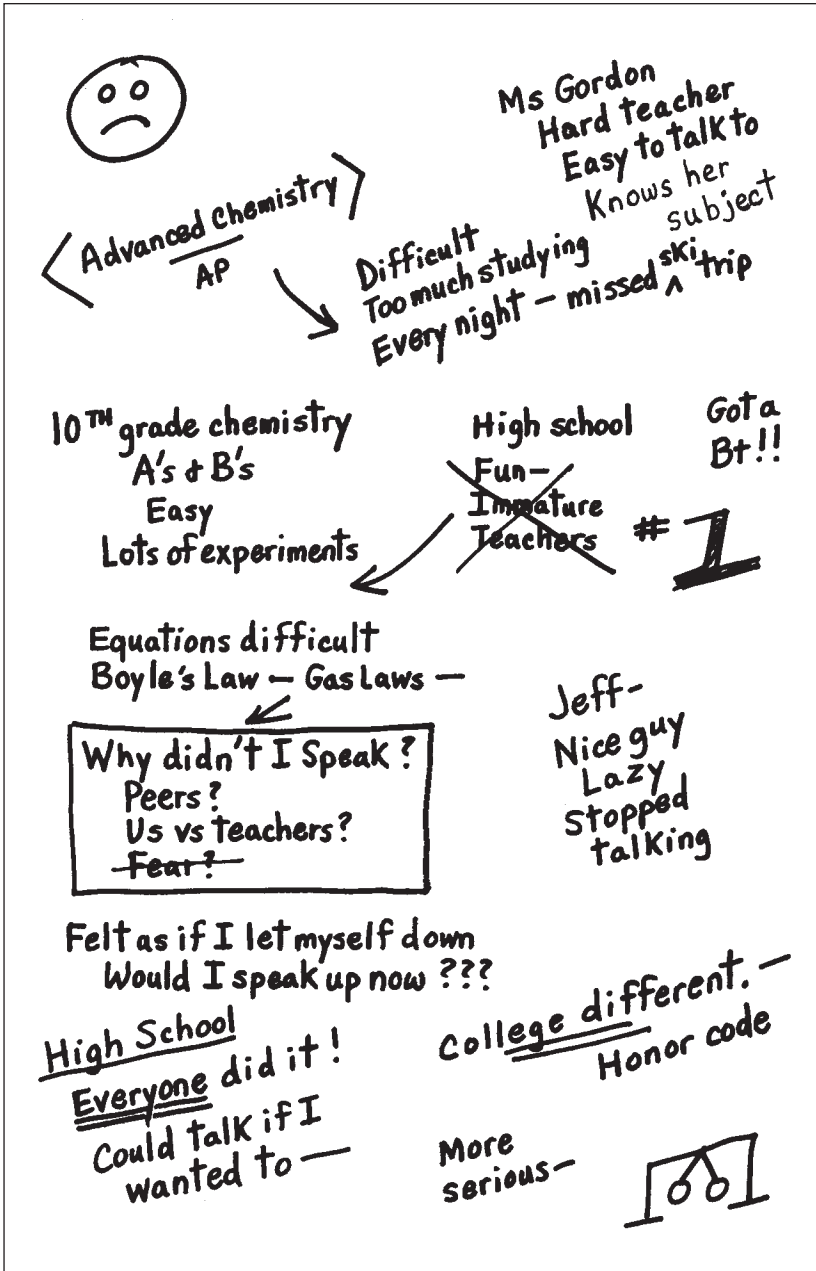 Ms Gordon
Hard teacher
Easy to talk to
Knows her
subject
<Advanced Chemistry>
AP
Difficult
Too much studying
Every night – missed ^ski trip
10TH grade chemistry
A's & B's
Easy
Lots of experiments
High school
Fun–
Immature
Teachers
Got a
B+!!
#1
Equations difficult
Boyle's Law – Gas Laws –
Why didn't I Speak?
Peers?
Us vs teachers?
Fear?
Jeff–
Nice guy
Lazy
Stopped
talking
Felt as if I let myself down
Would I speak up now ???
High School
Everyone did it!
Could talk if I
wanted to –
College different. –
Honor code
More
serious–